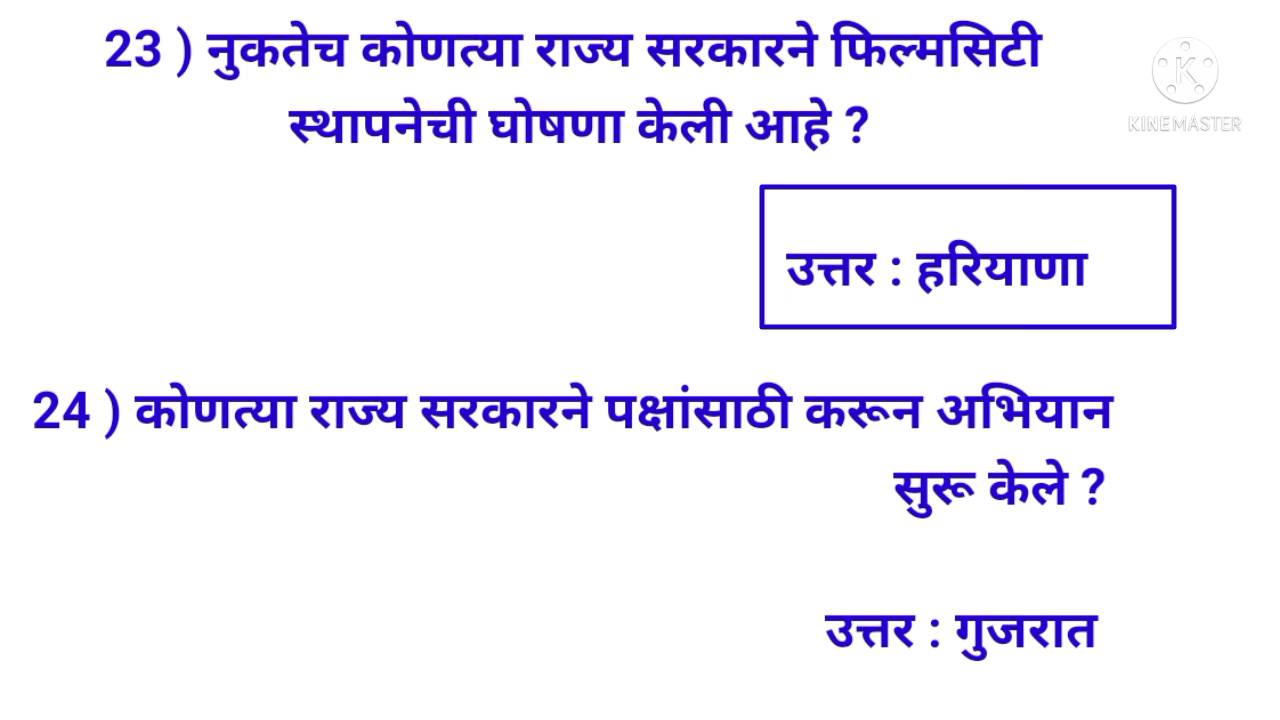 23 ) नुकतेच कोणत्या राज्य सरकारने फिल्मसिटी
स्थापनेची घोषणा केली आहे ?
KINEMASTER
उत्तर : हरियाणा
24 ) कोणत्या राज्य सरकारने पक्षांसाठी करून अभियान
सुरू केले ?
उत्तर : गुजरात